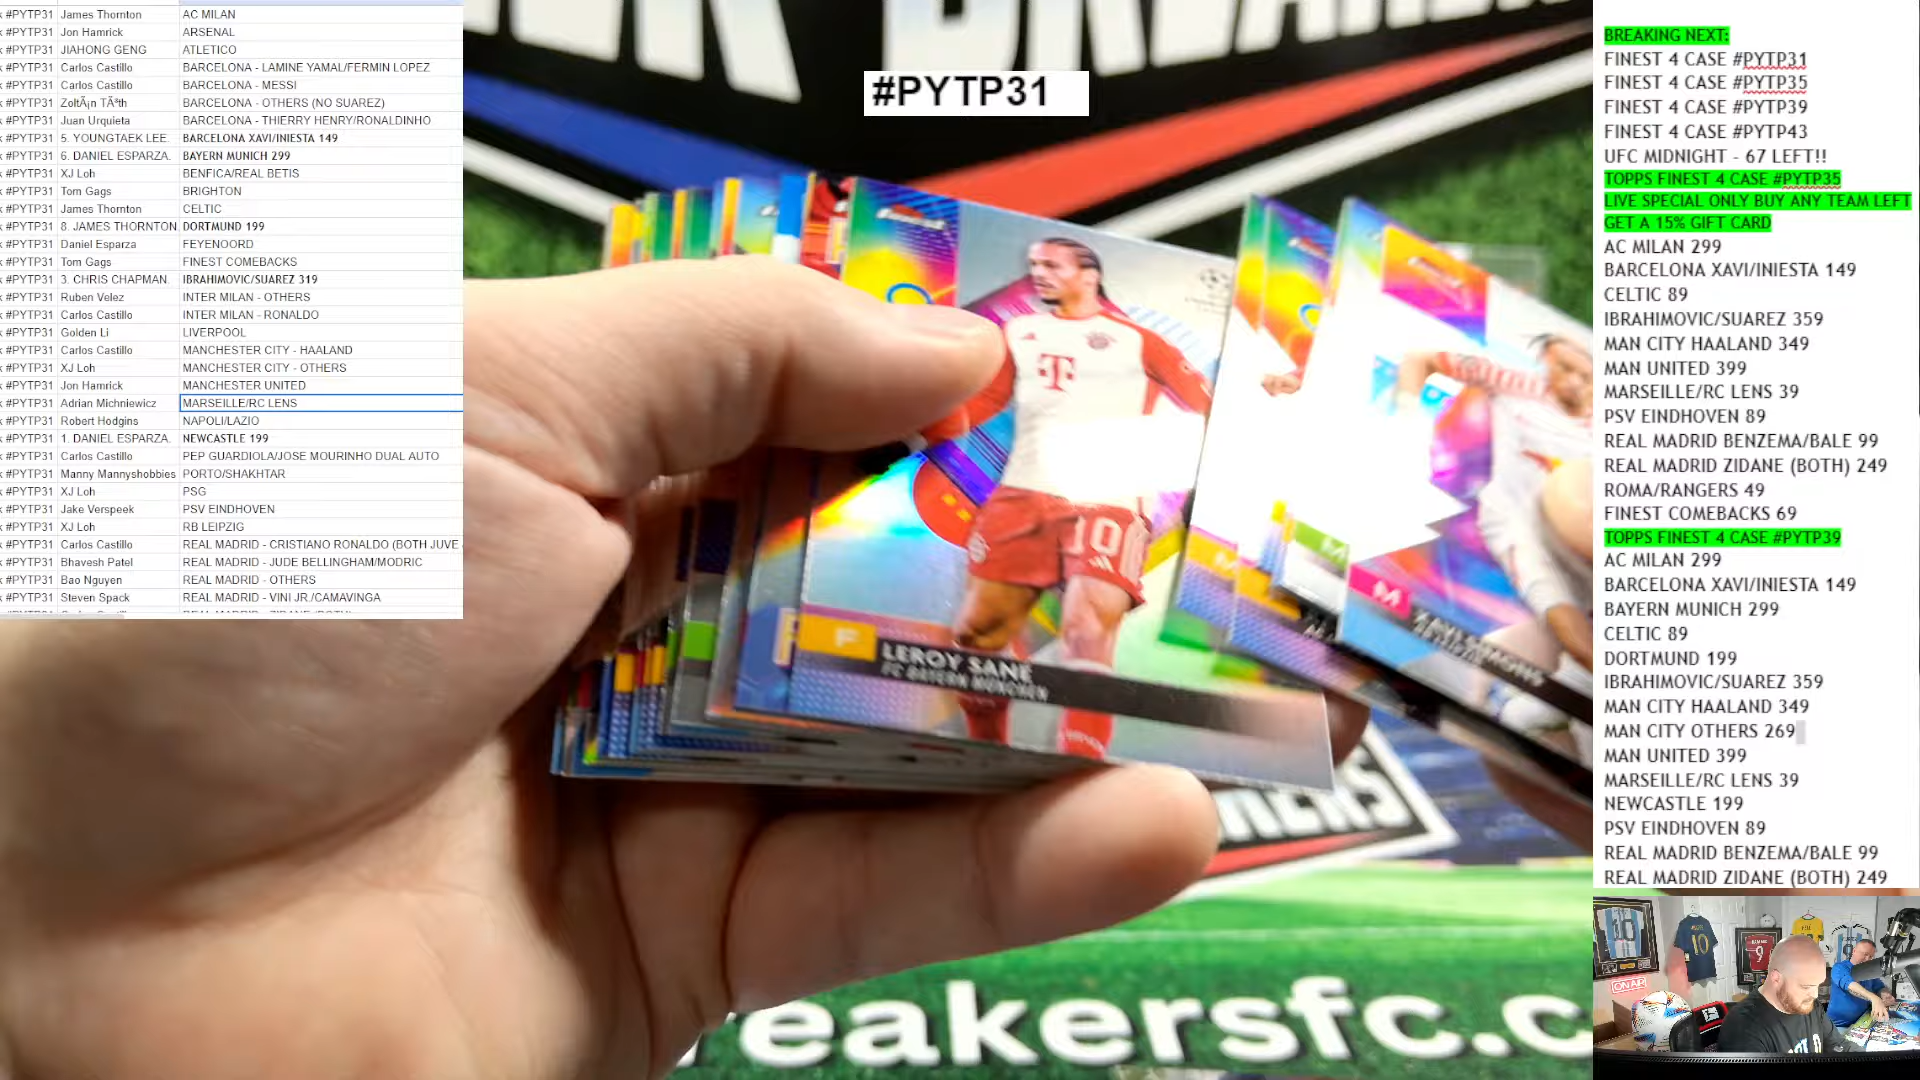 #PYTP31 James Thornton AC MILAN
#PYTP31 Jon Hamrick ARSENAL
#PYTP31 JIAHONG GENG ATLETICO
#PYTP31 Carlos Castillo BARCELONA - LAMINE YAMAL/FERMIN LOPEZ
#PYTP31 Carlos Castillo BARCELONA - MESSI
#PYTP31 ZoltÃ¡n TÃ³th BARCELONA - OTHERS (NO SUAREZ)
#PYTP31 Juan Urquieta BARCELONA - THIERRY HENRY/RONALDINHO
#PYTP31 5. YOUNGTAEK LEE. BARCELONA XAVI/INIESTA 149
#PYTP31 6. DANIEL ESPARZA. BAYERN MUNICH 299
#PYTP31 XJ Loh BENFICA/REAL BETIS
#PYTP31 Tom Gags BRIGHTON
#PYTP31 James Thornton CELTIC
#PYTP31 8. JAMES THORNTON. DORTMUND 199
#PYTP31 Daniel Esparza FEYENOORD
#PYTP31 Tom Gags FINEST COMEBACKS
#PYTP31 3. CHRIS CHAPMAN. IBRAHIMOVIC/SUAREZ 319
#PYTP31 Ruben Velez INTER MILAN - OTHERS
#PYTP31 Carlos Castillo INTER MILAN - RONALDO
#PYTP31 Golden Li LIVERPOOL
#PYTP31 Carlos Castillo MANCHESTER CITY - HAALAND
#PYTP31 XJ Loh MANCHESTER CITY - OTHERS
#PYTP31 Jon Hamrick MANCHESTER UNITED
#PYTP31 Adrian Michniewicz MARSEILLE/RC LENS
#PYTP31 Robert Hodgins NAPOLI/LAZIO
#PYTP31 1. DANIEL ESPARZA. NEWCASTLE 199
#PYTP31 Carlos Castillo PEP GUARDIOLA/JOSE MOURINHO DUAL AUTO
#PYTP31 Manny Mannyshobbies PORTO/SHAKHTAR
#PYTP31 XJ Loh PSG
#PYTP31 Jake Verspeek PSV EINDHOVEN
#PYTP31 XJ Loh RB LEIPZIG
#PYTP31 Carlos Castillo REAL MADRID - CRISTIANO RONALDO (BOTH JUVE
#PYTP31 Bhavesh Patel REAL MADRID - JUDE BELLINGHAM/MODRIC
#PYTP31 Bao Nguyen REAL MADRID - OTHERS
#PYTP31 Steven Spack REAL MADRID - VINI JR./CAMAVINGA
#PYTP31
T
10
F LEROY SANÉ
FC BAYERN MÜNCHEN
M XAVI SIMONS
reakersfc.c
BREAKING NEXT:
FINEST 4 CASE #PYTP31
FINEST 4 CASE #PYTP35
FINEST 4 CASE #PYTP39
FINEST 4 CASE #PYTP43
UFC MIDNIGHT - 67 LEFT!!
TOPPS FINEST 4 CASE #PYTP35
LIVE SPECIAL ONLY BUY ANY TEAM LEFT
GET A 15% GIFT CARD
AC MILAN 299
BARCELONA XAVI/INIESTA 149
CELTIC 89
IBRAHIMOVIC/SUAREZ 359
MAN CITY HAALAND 349
MAN UNITED 399
MARSEILLE/RC LENS 39
PSV EINDHOVEN 89
REAL MADRID BENZEMA/BALE 99
REAL MADRID ZIDANE (BOTH) 249
ROMA/RANGERS 49
FINEST COMEBACKS 69
TOPPS FINEST 4 CASE #PYTP39
AC MILAN 299
BARCELONA XAVI/INIESTA 149
BAYERN MUNICH 299
CELTIC 89
DORTMUND 199
IBRAHIMOVIC/SUAREZ 359
MAN CITY HAALAND 349
MAN CITY OTHERS 269
MAN UNITED 399
MARSEILLE/RC LENS 39
NEWCASTLE 199
PSV EINDHOVEN 89
REAL MADRID BENZEMA/BALE 99
REAL MADRID ZIDANE (BOTH) 249
10
9
ON AIR